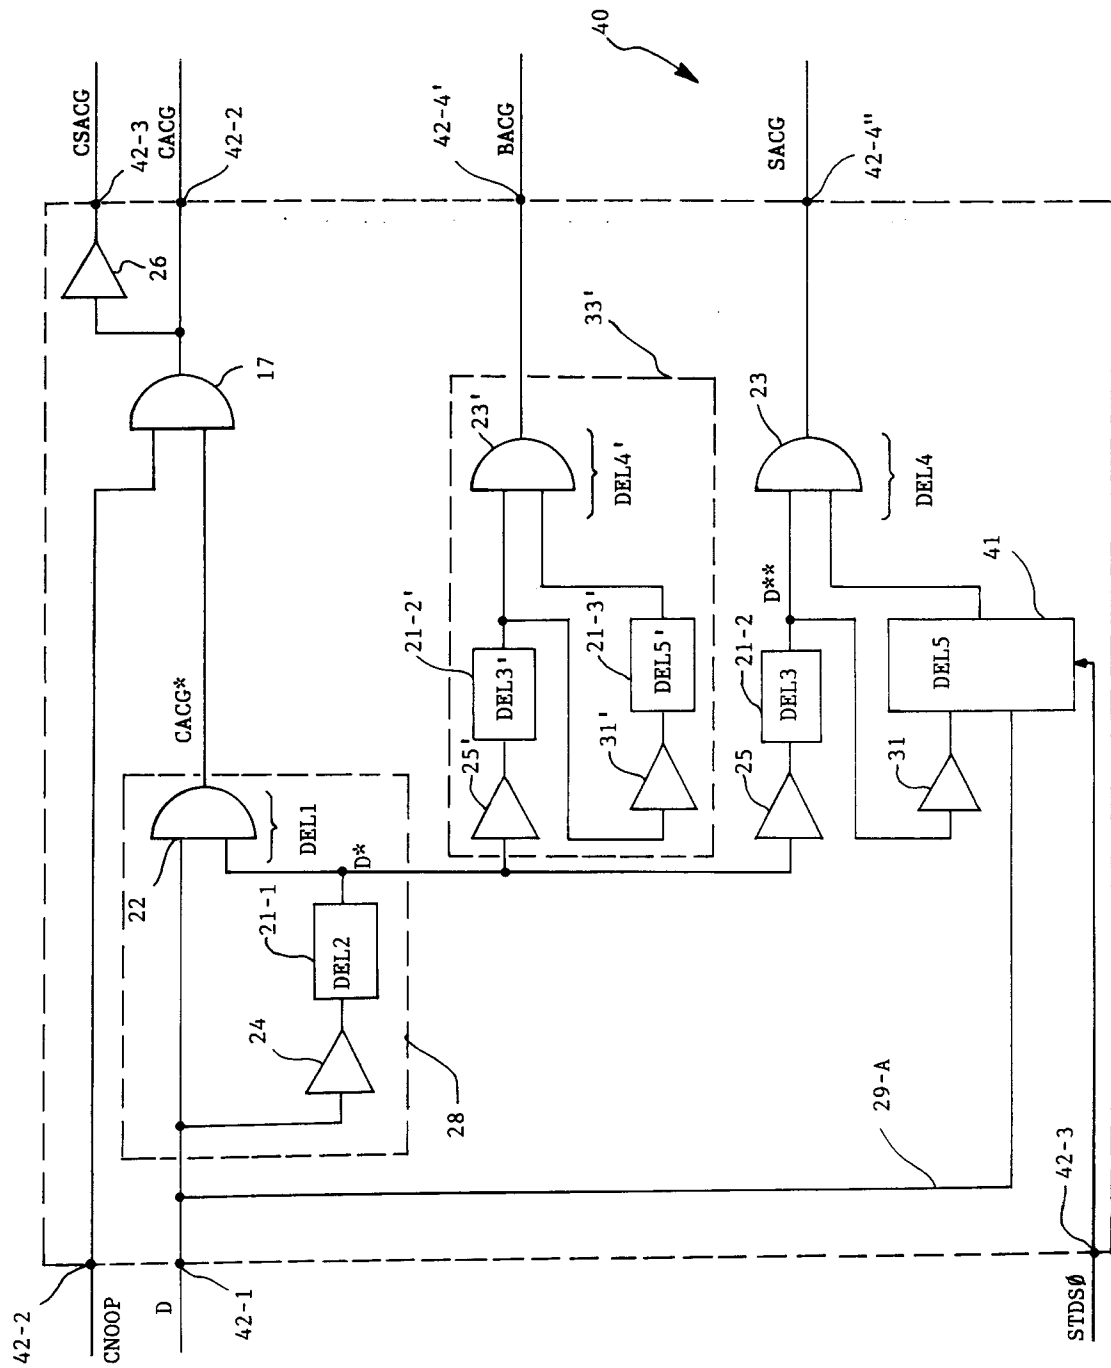 CSACG
42-3
CACG
42-2
BACG
42-4'
SACG
42-4"
40
26
17
33'
CACG*
22
DEL1
D*
21-1
DEL2
24
28
23'
DEL4'
21-2'
DEL3'
25'
21-3'
DEL5'
31'
23
DEL4
D**
21-2
DEL3
25
41
DEL5
31
29-A
42-2
CNOOP
D
42-1
STDSØ
42-3